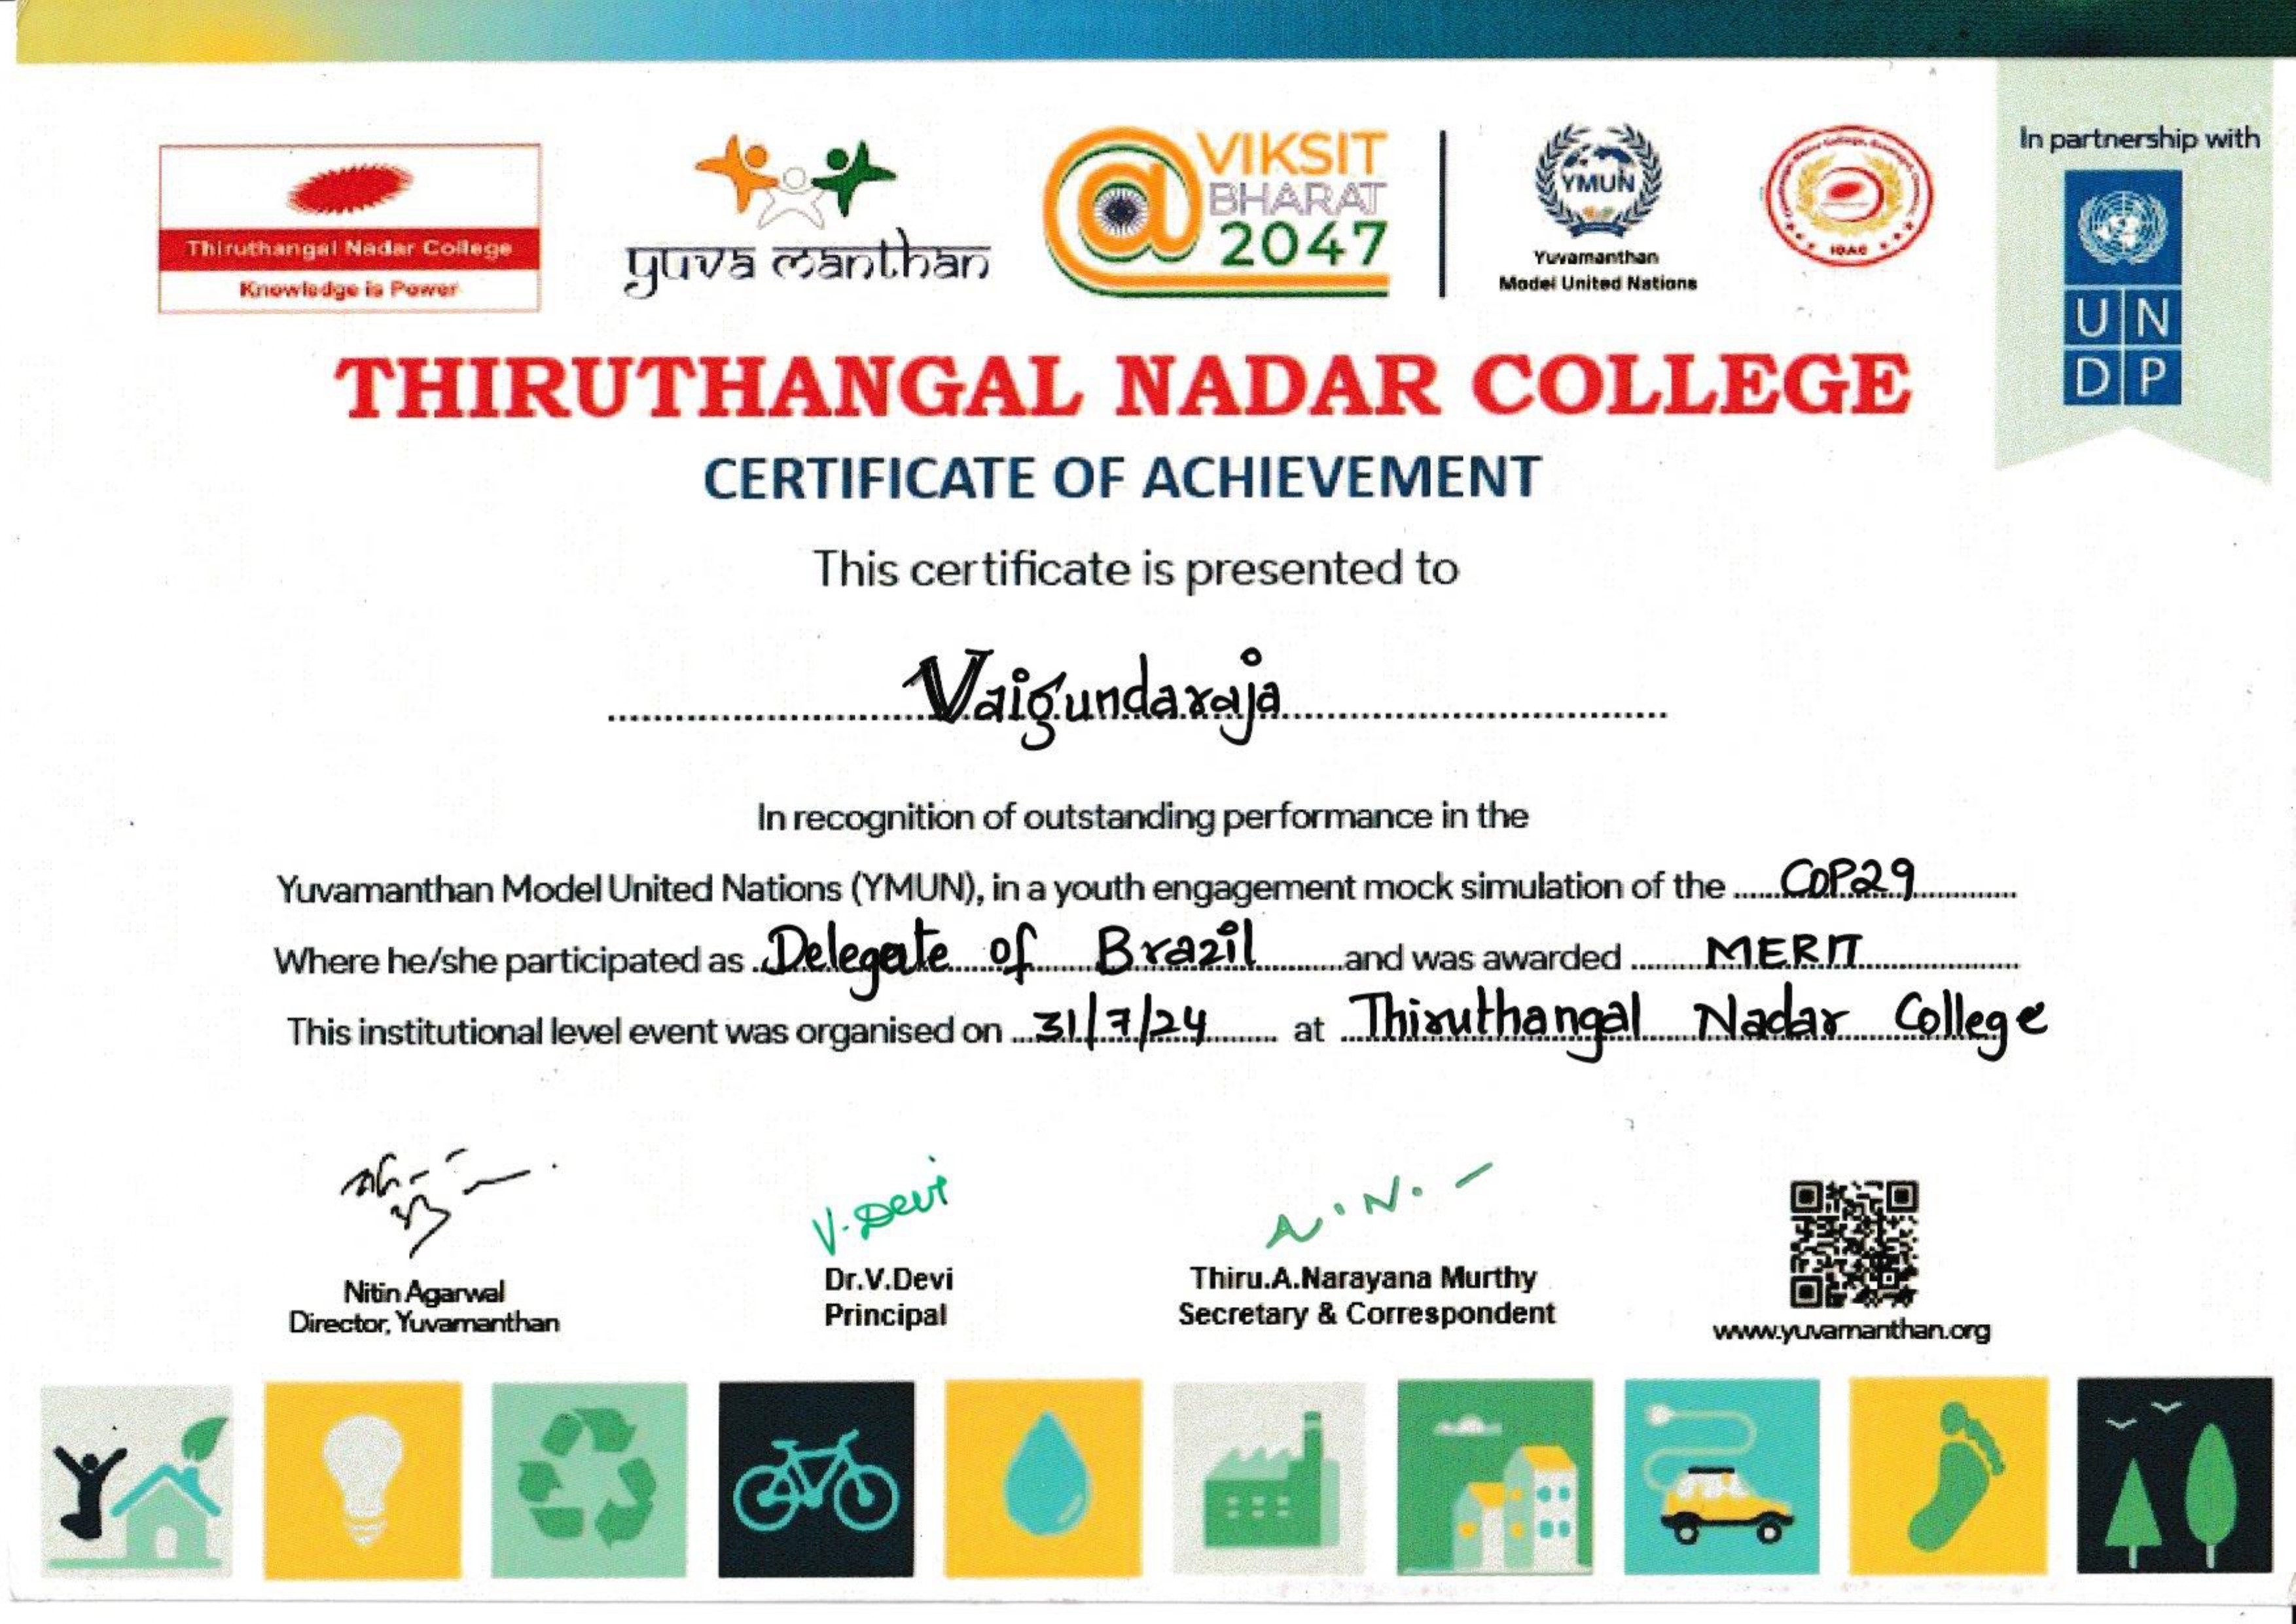 In partnership with
Thiruthangal Nadar College
Knowledge is Power
yuva manthan
VIKSIT
BHARAT
2047
YMUN
Yuvamanthan
Model United Nations
IQAC
U N
D P
THIRUTHANGAL NADAR COLLEGE
CERTIFICATE OF ACHIEVEMENT
This certificate is presented to
Vaigundaraja
In recognition of outstanding performance in the
Yuvamanthan Model United Nations (YMUN), in a youth engagement mock simulation of the COP29
Where he/she participated as Delegate of Brazil and was awarded MERIT
This institutional level event was organised on 31/7/24 at Thiruthangal Nadar College
V. Devi
A. N.
Nitin Agarwal
Director, Yuvamanthan
Dr.V.Devi
Principal
Thiru.A.Narayana Murthy
Secretary & Correspondent
www.yuvamanthan.org